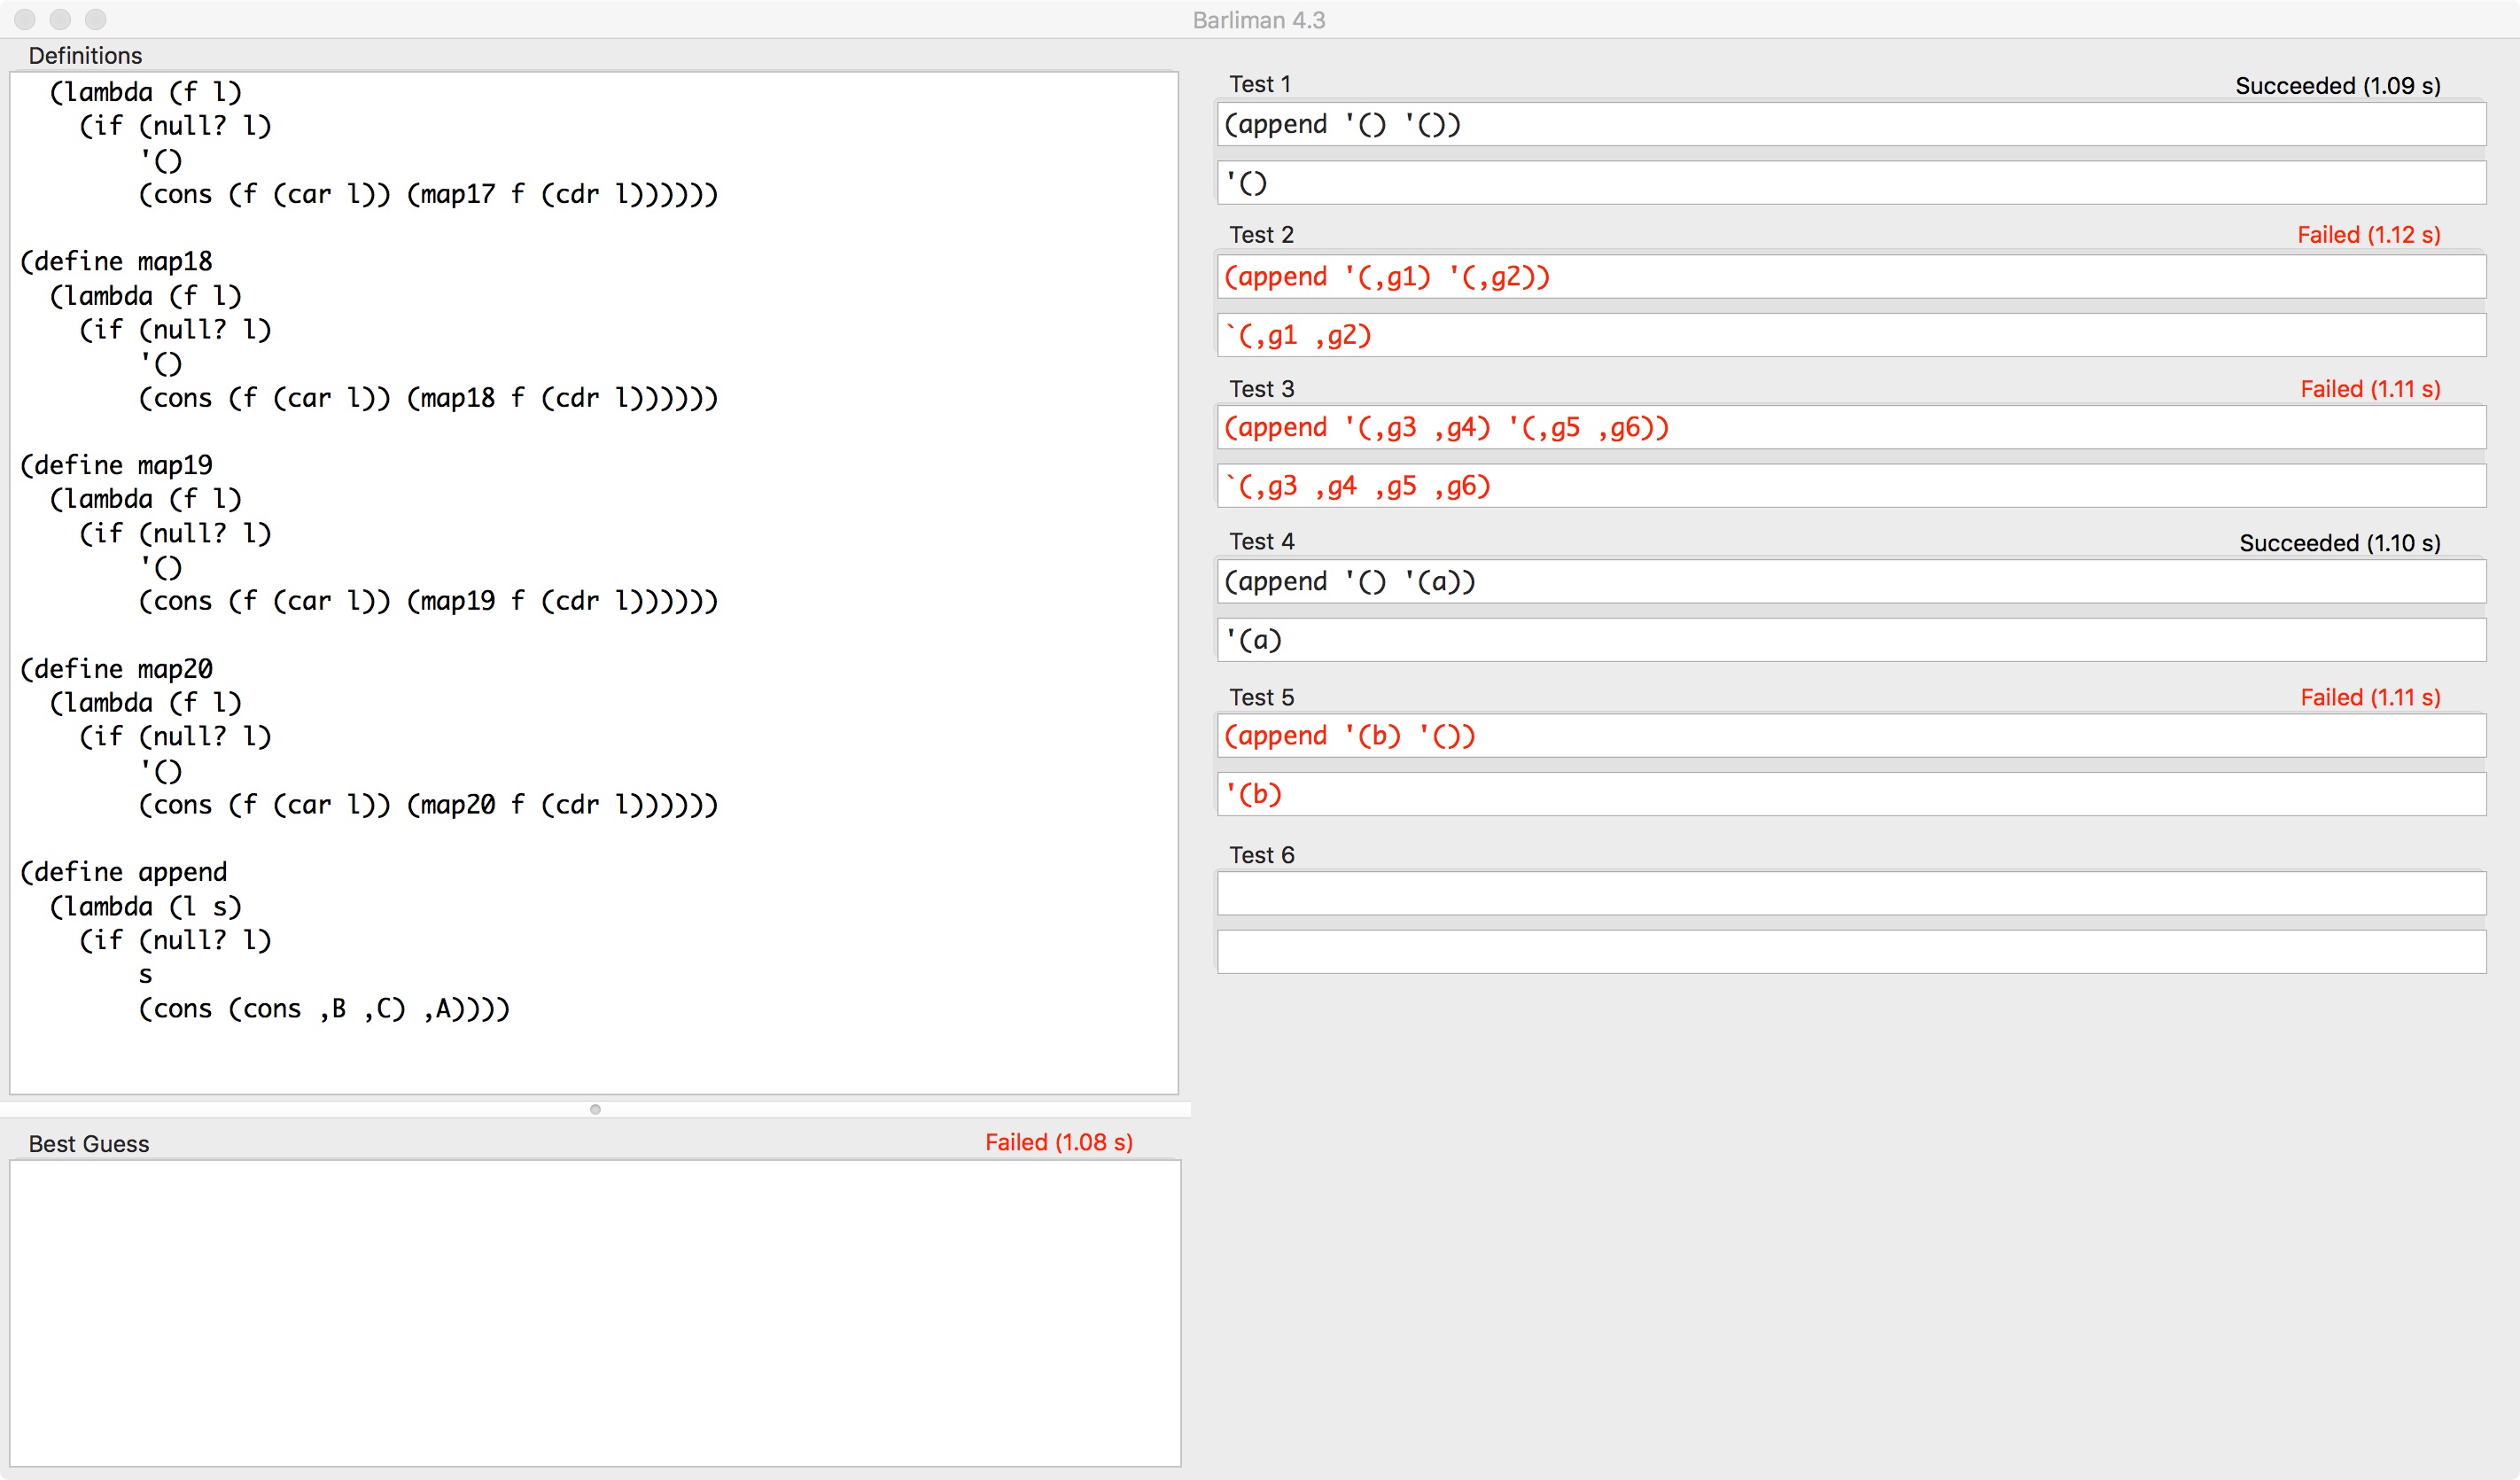 Barliman 4.3
Definitions
  (lambda (f l)
    (if (null? l)
        '()
        (cons (f (car l)) (map17 f (cdr l))))))

(define map18
  (lambda (f l)
    (if (null? l)
        '()
        (cons (f (car l)) (map18 f (cdr l))))))

(define map19
  (lambda (f l)
    (if (null? l)
        '()
        (cons (f (car l)) (map19 f (cdr l))))))

(define map20
  (lambda (f l)
    (if (null? l)
        '()
        (cons (f (car l)) (map20 f (cdr l))))))

(define append
  (lambda (l s)
    (if (null? l)
        s
        (cons (cons ,B ,C) ,A))))
Best Guess Failed (1.08 s)
Test 1 Succeeded (1.09 s)
(append '() '())
'()
Test 2 Failed (1.12 s)
(append '(,g1) '(,g2))
`(,g1 ,g2)
Test 3 Failed (1.11 s)
(append '(,g3 ,g4) '(,g5 ,g6))
`(,g3 ,g4 ,g5 ,g6)
Test 4 Succeeded (1.10 s)
(append '() '(a))
'(a)
Test 5 Failed (1.11 s)
(append '(b) '())
'(b)
Test 6